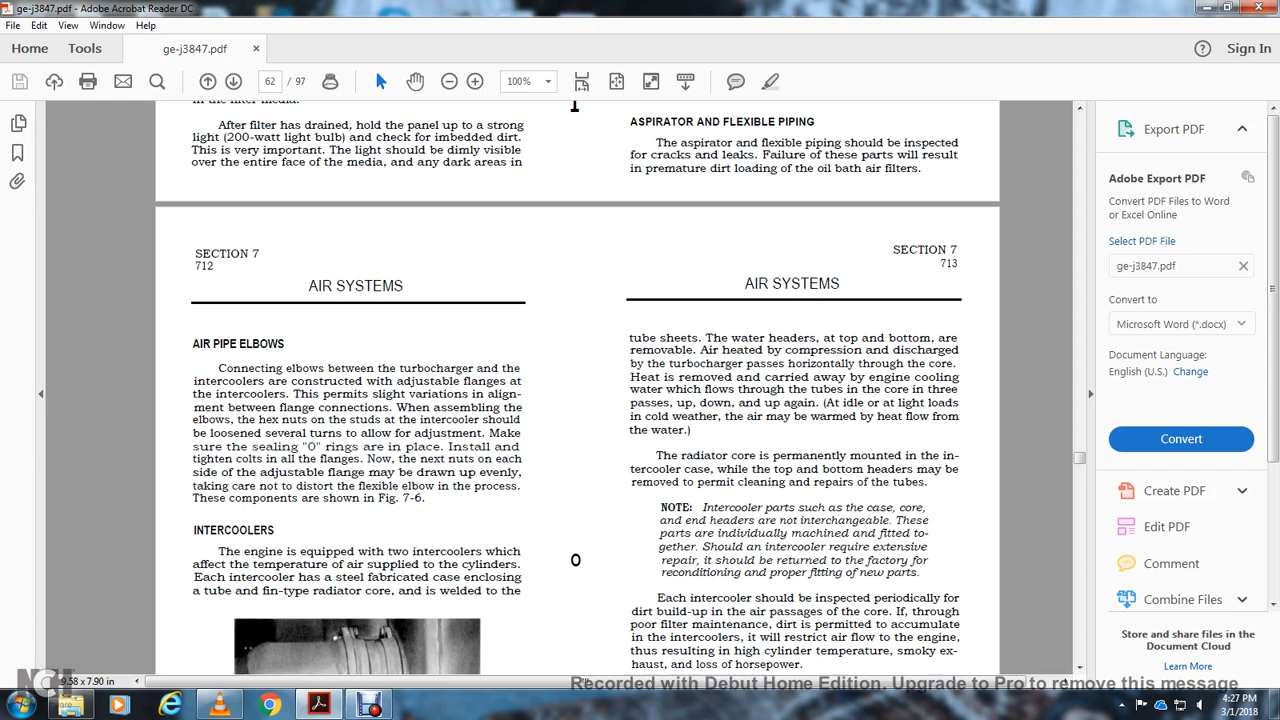 ge-j3847.pdf - Adobe Acrobat Reader DC
File Edit View Window Help
Home Tools ge-j3847.pdf × Sign In
62 / 97 100%
in the filter media.
After filter has drained, hold the panel up to a strong
light (200-watt light bulb) and check for imbedded dirt.
This is very important. The light should be dimly visible
over the entire face of the media, and any dark areas in
1
ASPIRATOR AND FLEXIBLE PIPING
The aspirator and flexible piping should be inspected
for cracks and leaks. Failure of these parts will result
in premature dirt loading of the oil bath air filters.
SECTION 7
712
AIR SYSTEMS
AIR PIPE ELBOWS
Connecting elbows between the turbocharger and the
intercoolers are constructed with adjustable flanges at
the intercoolers. This permits slight variations in align-
ment between flange connections. When assembling the
elbows, the hex nuts on the studs at the intercooler should
be loosened several turns to allow for adjustment. Make
sure the sealing "0" rings are in place. Install and
tighten colts in all the flanges. Now, the next nuts on each
side of the adjustable flange may be drawn up evenly,
taking care not to distort the flexible elbow in the process.
These components are shown in Fig. 7-6.
INTERCOOLERS
The engine is equipped with two intercoolers which
affect the temperature of air supplied to the cylinders.
Each intercooler has a steel fabricated case enclosing
a tube and fin-type radiator core, and is welded to the
0
SECTION 7
713
AIR SYSTEMS
tube sheets. The water headers, at top and bottom, are
removable. Air heated by compression and discharged
by the turbocharger passes horizontally through the core.
Heat is removed and carried away by engine cooling
water which flows through the tubes in the core in three
passes, up, down, and up again. (At idle or at light loads
in cold weather, the air may be warmed by heat flow from
the water.)
The radiator core is permanently mounted in the in-
tercooler case, while the top and bottom headers may be
removed to permit cleaning and repairs of the tubes.
NOTE: Intercooler parts such as the case, core,
and end headers are not interchangeable. These
parts are individually machined and fitted to-
gether. Should an intercooler require extensive
repair, it should be returned to the factory for
reconditioning and proper fitting of new parts.
Each intercooler should be inspected periodically for
dirt build-up in the air passages of the core. If, through
poor filter maintenance, dirt is permitted to accumulate
in the intercoolers, it will restrict air flow to the engine,
thus resulting in high cylinder temperature, smoky ex-
haust, and loss of horsepower.
Export PDF
Adobe Export PDF
Convert PDF Files to Word
or Excel Online
Select PDF File
ge-j3847.pdf
Convert to
Microsoft Word (*.docx)
Document Language:
English (U.S.) Change
Convert
Create PDF
Edit PDF
Comment
Combine Files
Store and share files in the
Document Cloud
Learn More
9.58 x 7.90 in
Recorded with Debut Home Edition. Upgrade to Pro to remove this message
NCH
4:27 PM
3/1/2018